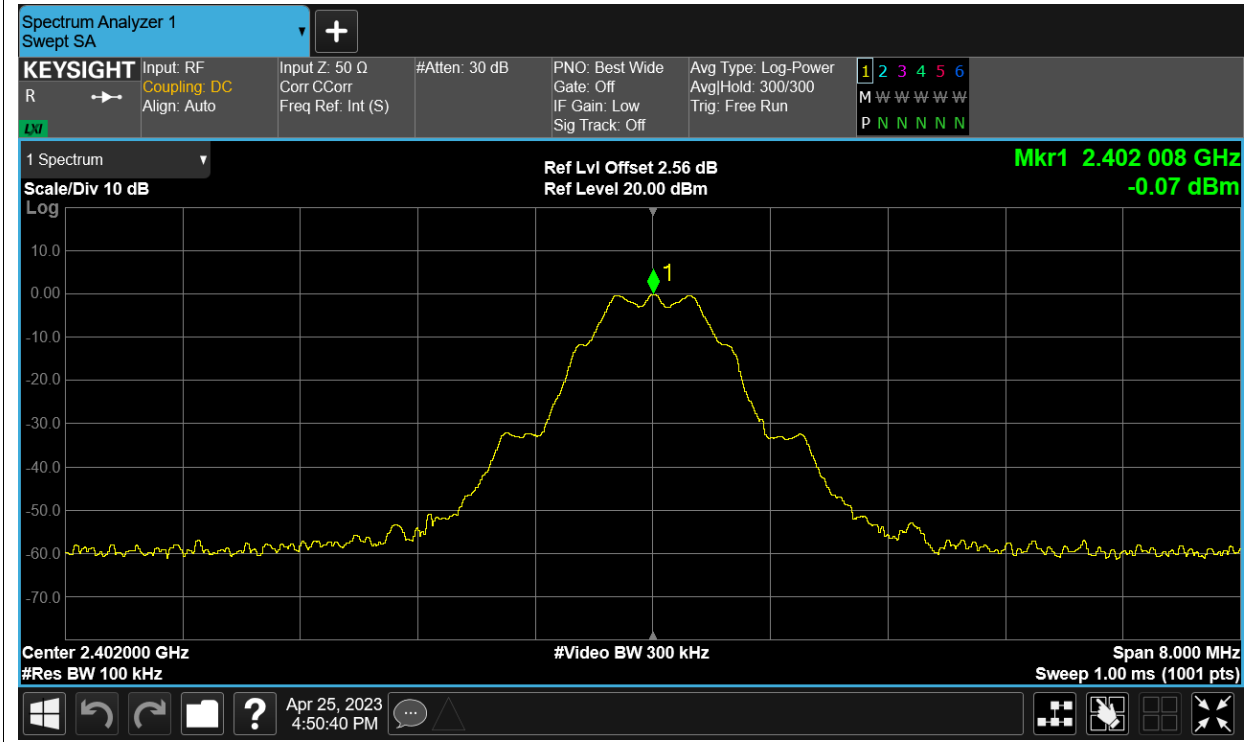 Spectrum Analyzer 1
Swept SA
+
KEYSIGHT
R
LXI
Input: RF
Coupling: DC
Align: Auto
Input Z: 50 Ω
Corr CCorr
Freq Ref: Int (S)
#Atten: 30 dB
PNO: Best Wide
Gate: Off
IF Gain: Low
Sig Track: Off
Avg Type: Log-Power
Avg|Hold: 300/300
Trig: Free Run
1 2 3 4 5 6
M W W W W W
P N N N N N
1 Spectrum
Scale/Div 10 dB
Log
Ref Lvl Offset 2.56 dB
Ref Level 20.00 dBm
Mkr1 2.402 008 GHz
-0.07 dBm
10.0
0.00
-10.0
-20.0
-30.0
-40.0
-50.0
-60.0
-70.0
1
Center 2.402000 GHz
#Res BW 100 kHz
#Video BW 300 kHz
Span 8.000 MHz
Sweep 1.00 ms (1001 pts)
?
Apr 25, 2023
4:50:40 PM